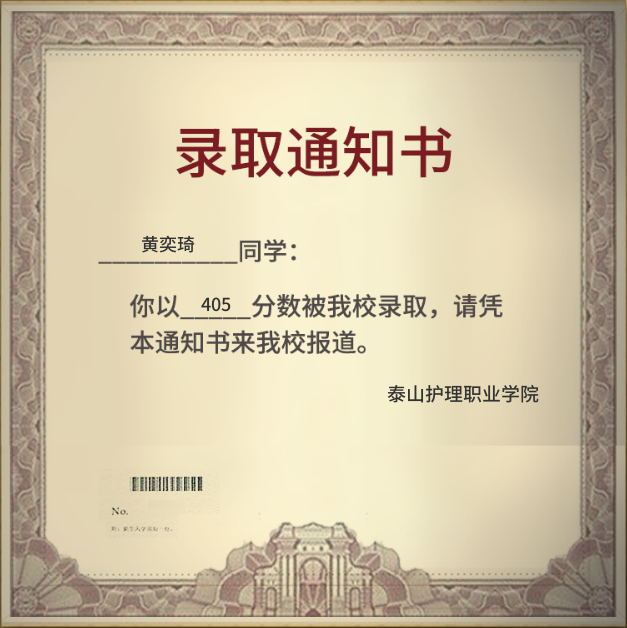 录取通知书
黄奕琦同学：
你以405分数被我校录取，请凭
本通知书来我校报道。
泰山护理职业学院
No.